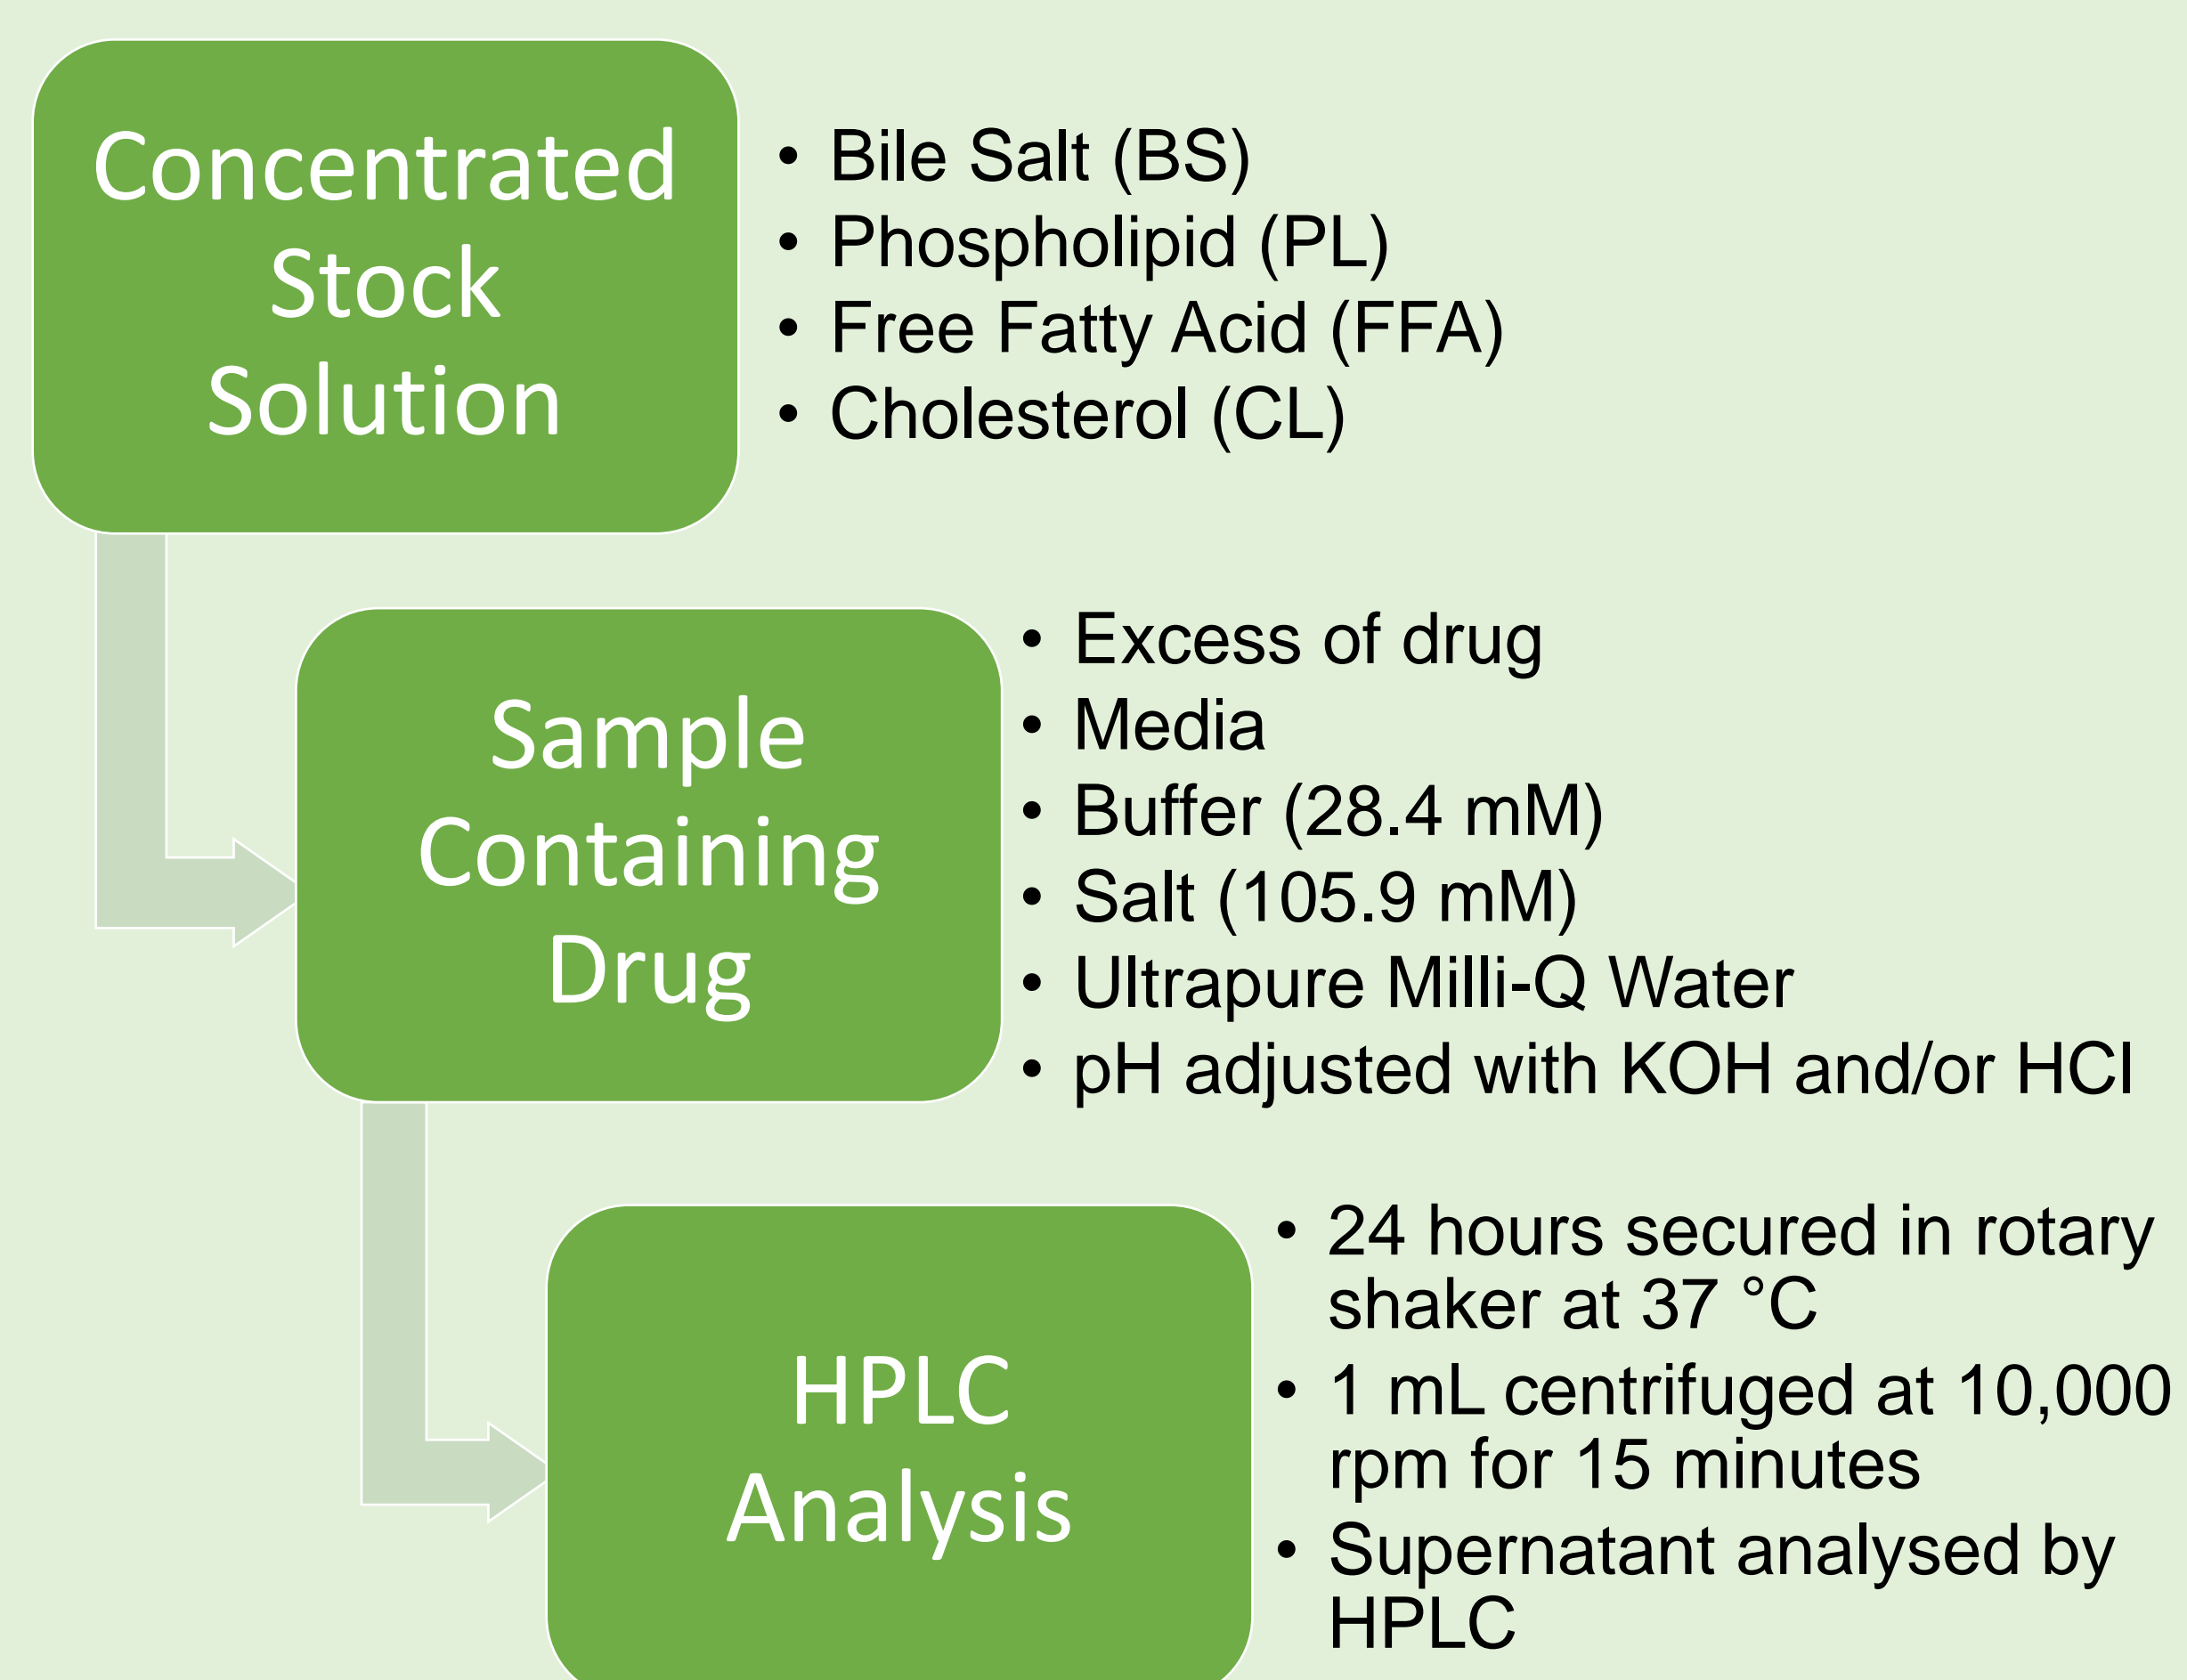 Concentrated
Stock
Solution
• Bile Salt (BS)
• Phospholipid (PL)
• Free Fatty Acid (FFA)
• Cholesterol (CL)
Sample
Containing
Drug
• Excess of drug
• Media
• Buffer (28.4 mM)
• Salt (105.9 mM)
• Ultrapure Milli-Q Water
• pH adjusted with KOH and/or HCl
HPLC
Analysis
• 24 hours secured in rotary
shaker at 37 °C
• 1 mL centrifuged at 10,000
rpm for 15 minutes
• Supernatant analysed by
HPLC